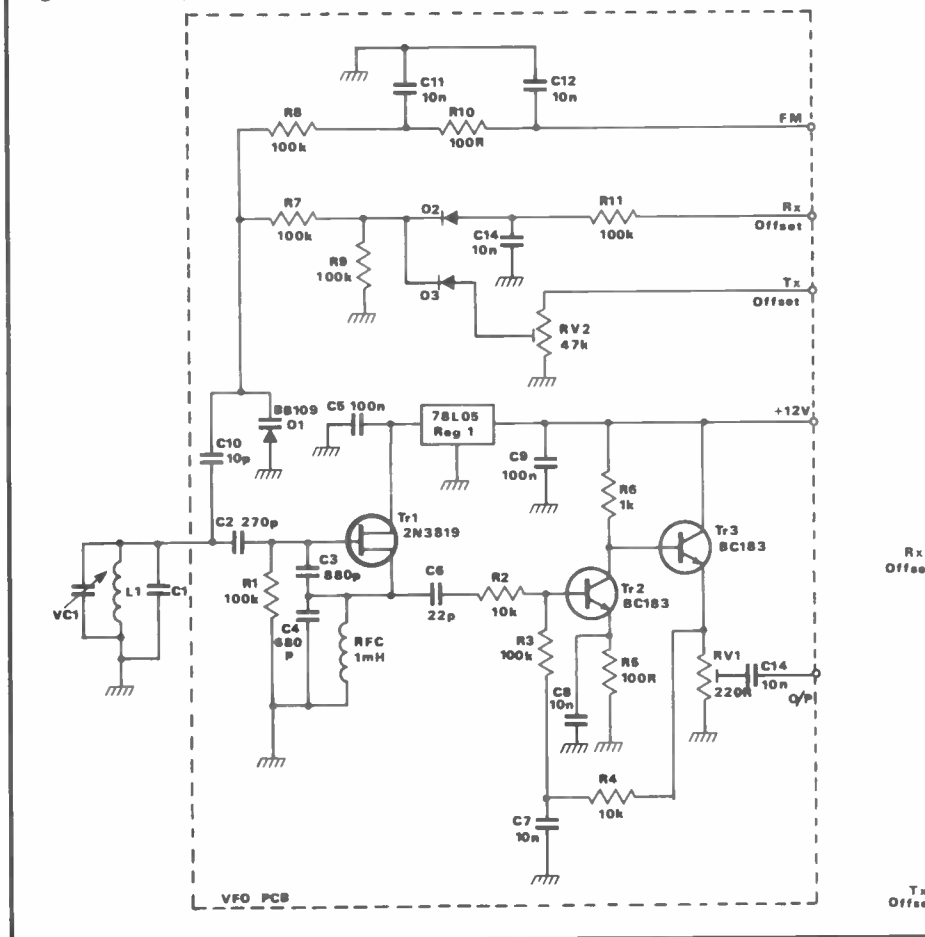 C11
10n
C12
10n
R8
100k
R10
100R
FM
R7
100k
O2
R11
100k
Rx
Offset
C14
10n
R9
100k
O3
Tx
Offset
RV2
47k
BB109
O1
C5 100n
78L05
Reg 1
+12V
C10
10p
C9
100n
R6
1k
C2 270p
Tr1
2N3819
Tr3
BC183
Rx
Offse
VC1
L1
C1
R1
100k
C3
880p
C4
680
P
RFC
1mH
C6
22p
R2
10k
Tr2
BC183
R3
100k
C8
10n
R5
100R
RV1
220R
C14
10n
O/P
R4
10k
C7
10n
VFO PCB
Tx
Offse